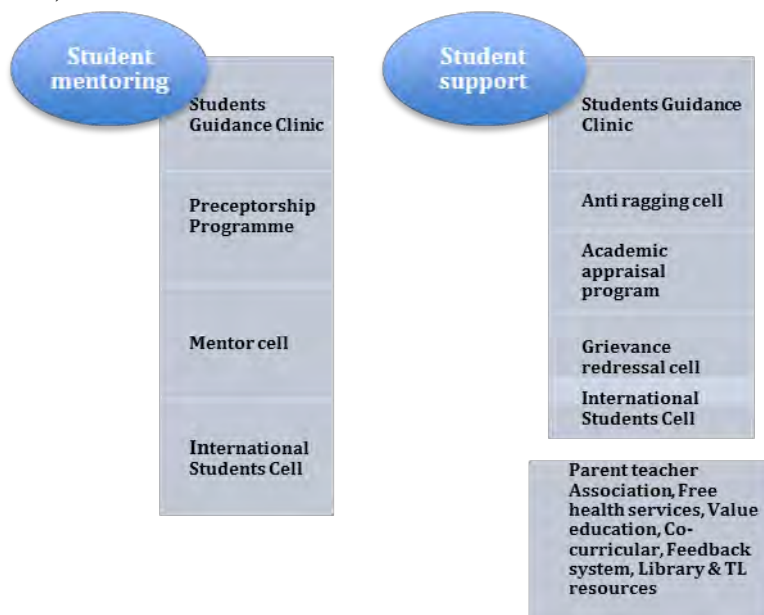 Student
mentoring
Students
Guidance Clinic
Preceptorship
Programme
Mentor cell
International
Students Cell
Student
support
Students Guidance
Clinic
Anti ragging cell
Academic
appraisal
program
Grievance
redressal cell
International
Students Cell
Parent teacher
Association, Free
health services, Value
education, Co-
curricular, Feedback
system, Library & TL
resources